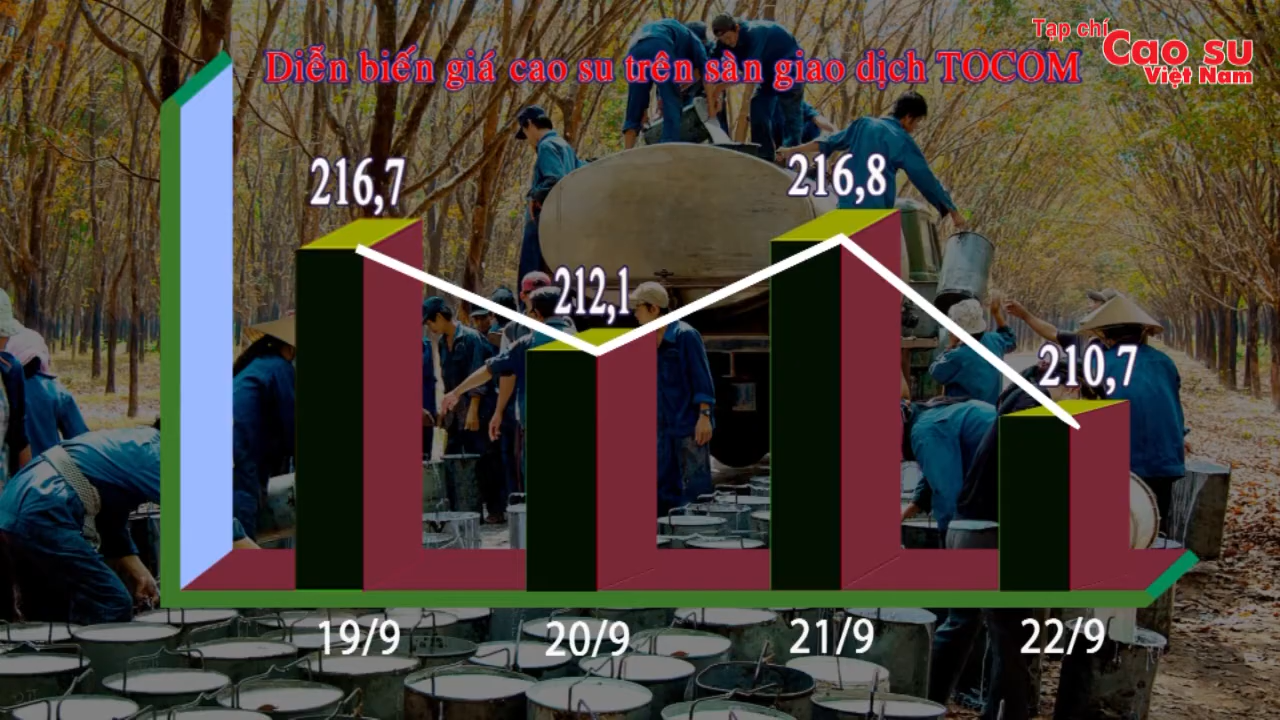 Tạp chí
Cao su
Việt Nam
Diễn biến giá cao su trên sàn giao dịch TOCOM
216,7
212,1
216,8
210,7
19/9
20/9
21/9
22/9